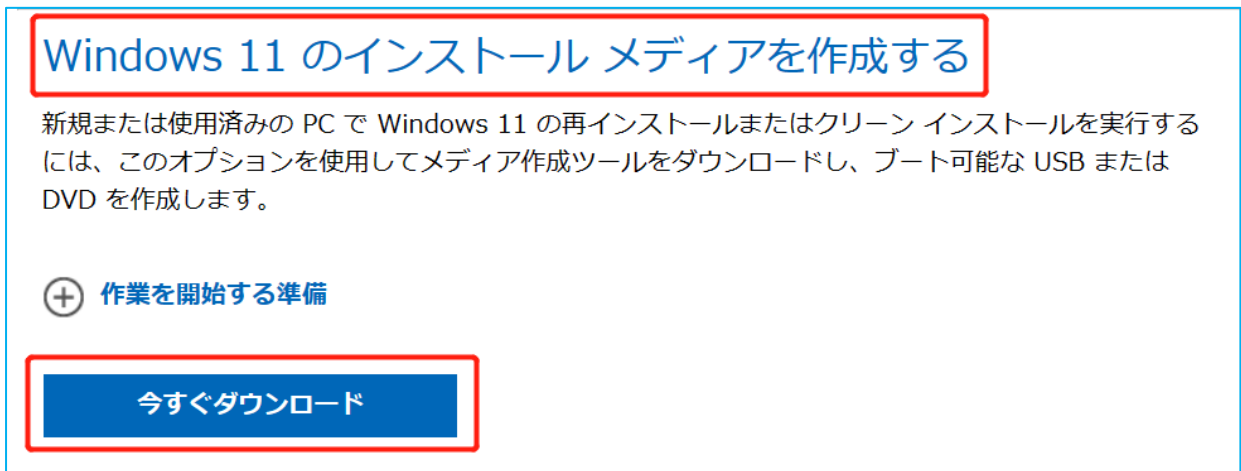 Windows 11 のインストール メディアを作成する
新規または使用済みの PC で Windows 11 の再インストールまたはクリーン インストールを実行する
には、このオプションを使用してメディア作成ツールをダウンロードし、ブート可能な USB または
DVD を作成します。
作業を開始する準備
今すぐダウンロード